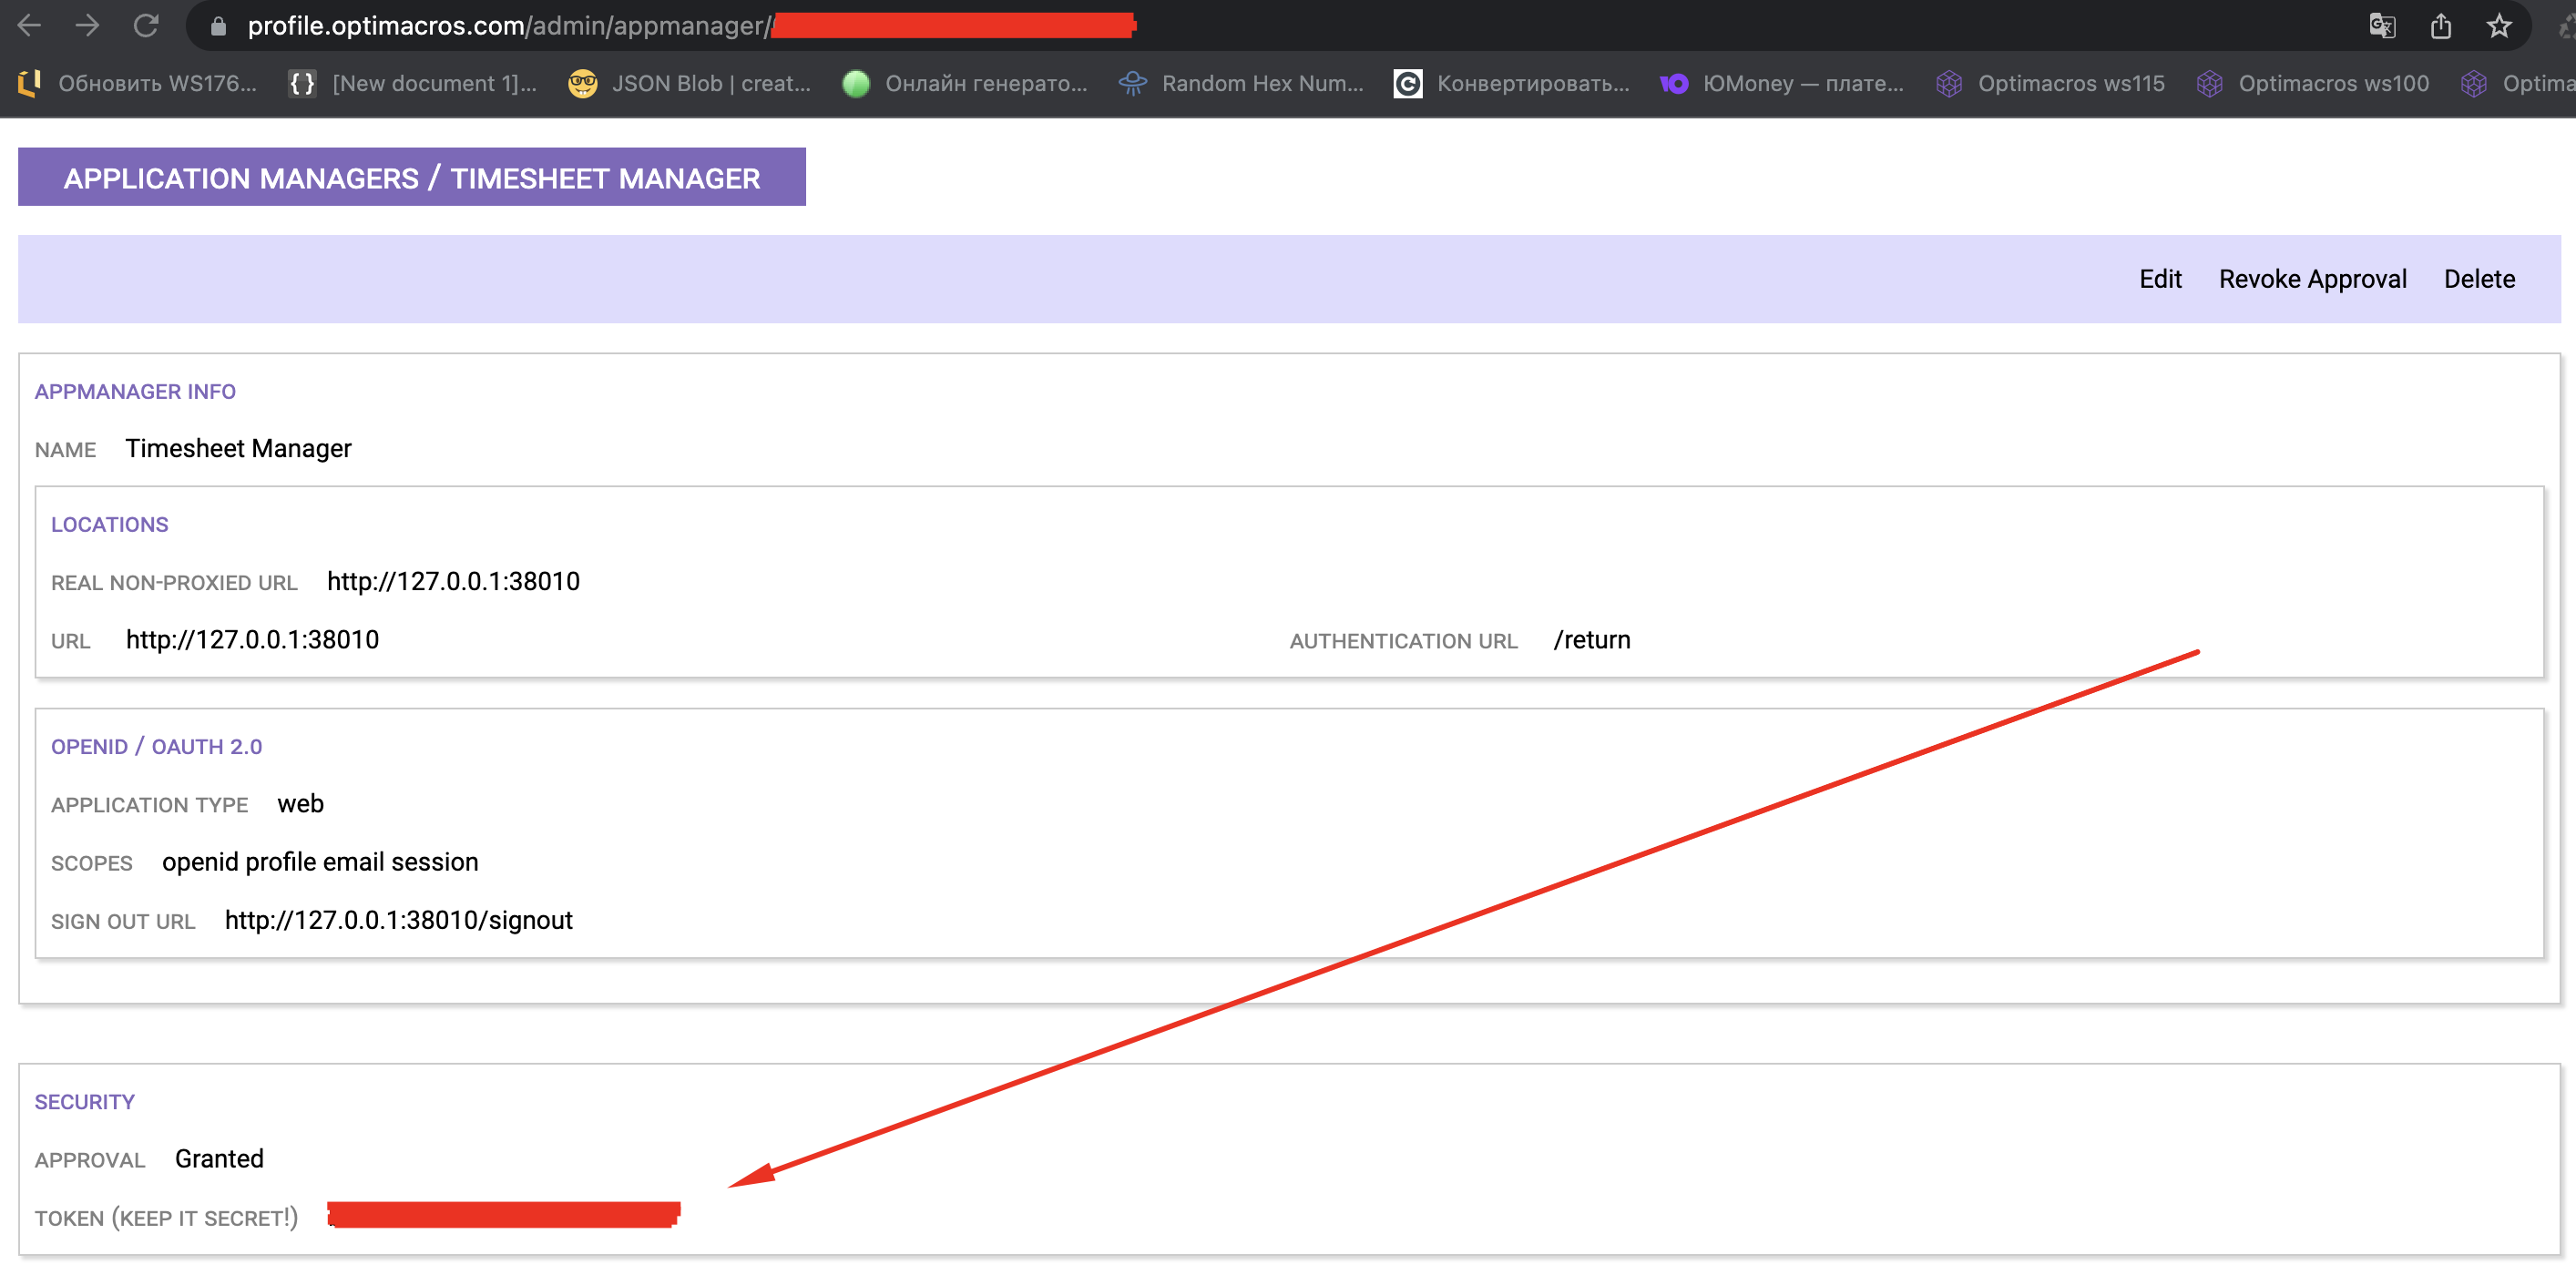 profile.optimacros.com/admin/appmanager/
Обновить WS176... [New document 1]... JSON Blob | creat... Онлайн генерато... Random Hex Num... Конвертировать... ЮMoney — плате... Optimacros ws115 Optimacros ws100 Optima
APPLICATION MANAGERS / TIMESHEET MANAGER
Edit Revoke Approval Delete
APPMANAGER INFO
NAME Timesheet Manager
LOCATIONS
REAL NON-PROXIED URL http://127.0.0.1:38010
URL http://127.0.0.1:38010 AUTHENTICATION URL /return
OPENID / OAUTH 2.0
APPLICATION TYPE web
SCOPES openid profile email session
SIGN OUT URL http://127.0.0.1:38010/signout
SECURITY
APPROVAL Granted
TOKEN (KEEP IT SECRET!)